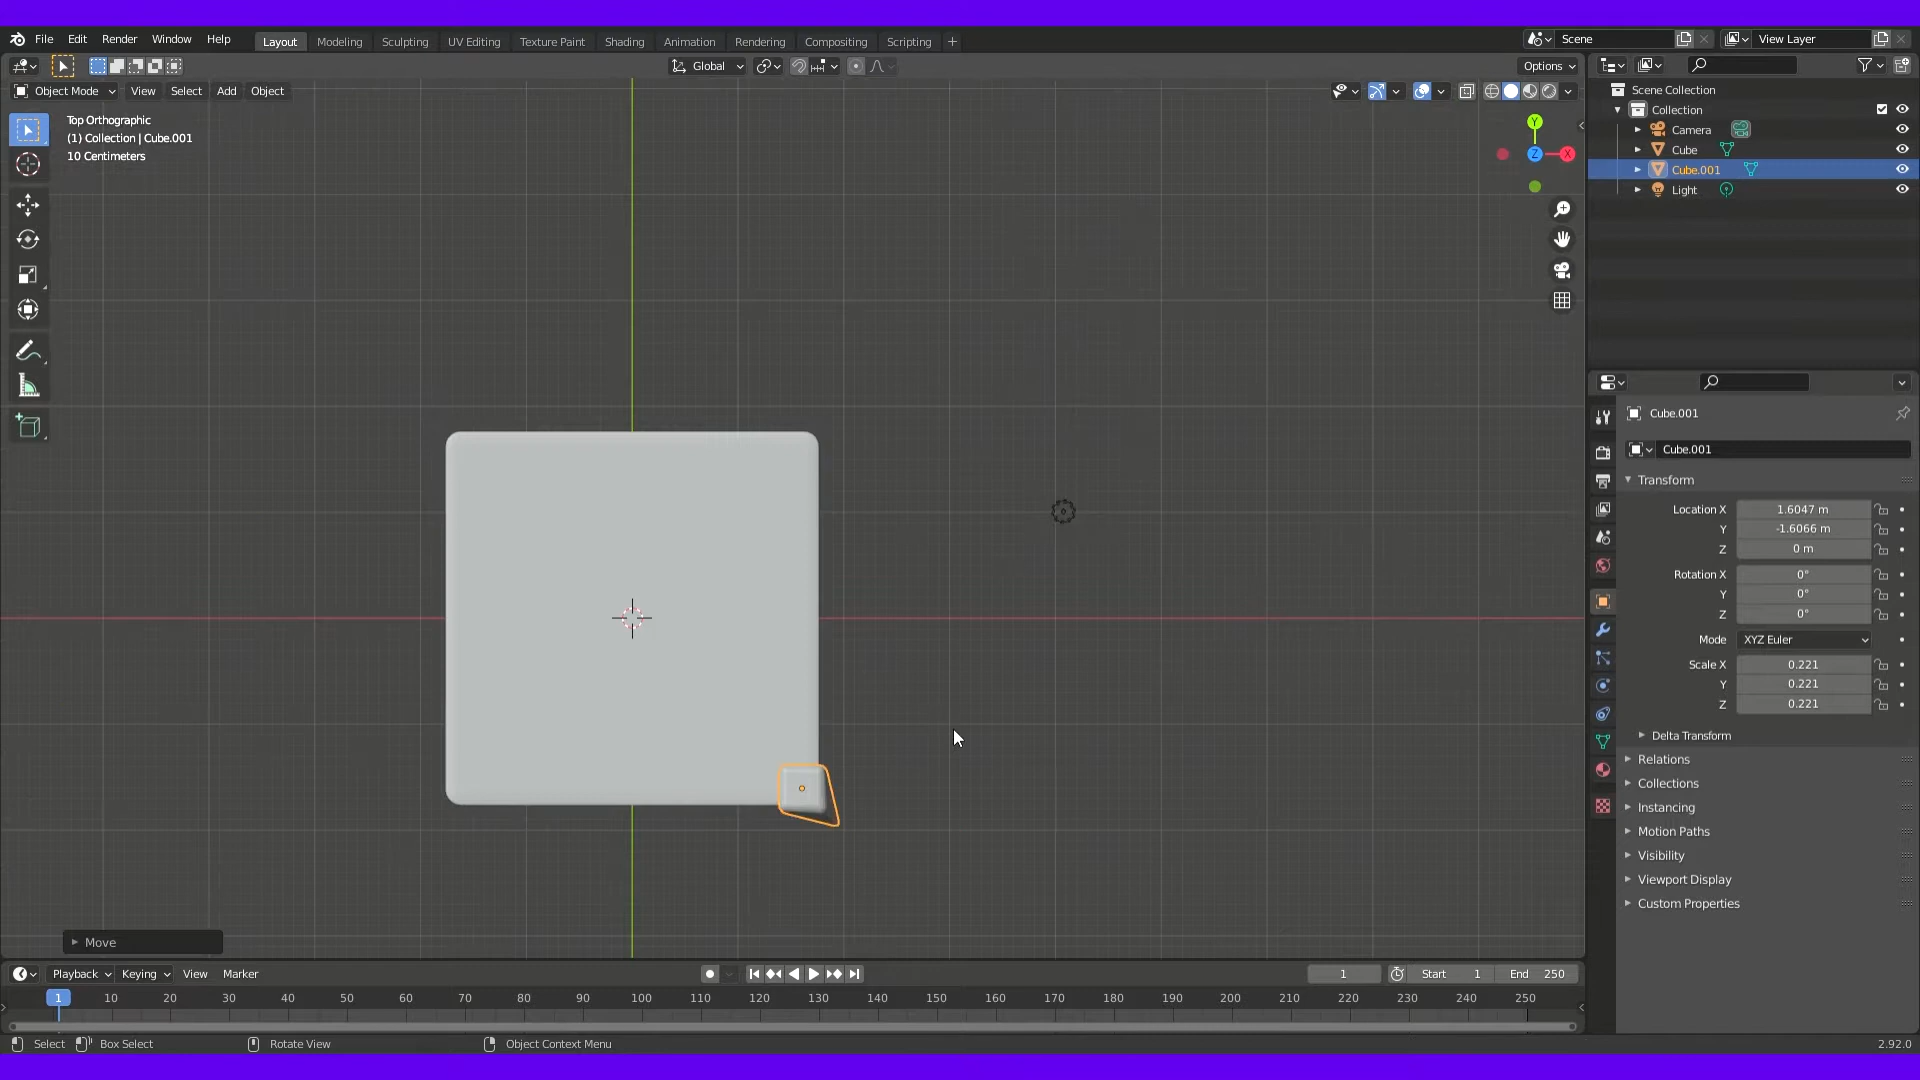 File Edit Render Window Help Layout Modeling Sculpting UV Editing Texture Paint Shading Animation Rendering Compositing Scripting + Scene View Layer
Global Options
Object Mode View Select Add Object
Top Orthographic
(1) Collection | Cube.001
10 Centimeters
Y
Z X
Move
Scene Collection
Collection
Camera
Cube
Cube.001
Light
Cube.001
Cube.001
Transform
Location X 1.6047 m
Y -1.6066 m
Z 0 m
Rotation X 0°
Y 0°
Z 0°
Mode XYZ Euler
Scale X 0.221
Y 0.221
Z 0.221
Delta Transform
Relations
Collections
Instancing
Motion Paths
Visibility
Viewport Display
Custom Properties
Playback Keying View Marker 1 Start 1 End 250
1 10 20 30 40 50 60 70 80 90 100 110 120 130 140 150 160 170 180 190 200 210 220 230 240 250
Select Box Select Rotate View Object Context Menu 2.92.0